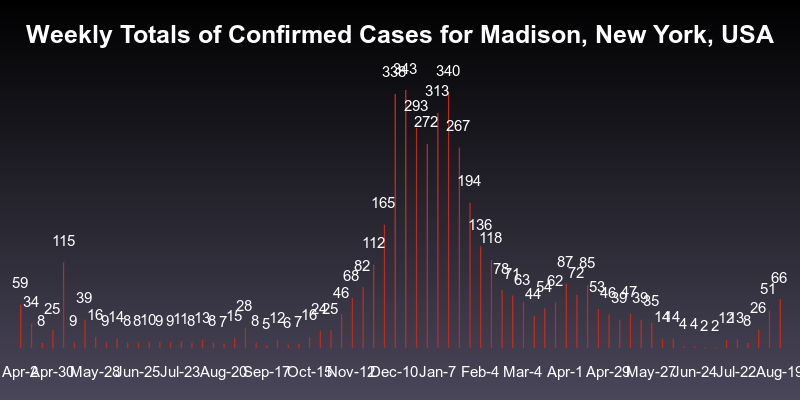 Weekly Totals of Confirmed Cases for Madison, New York, USA
59 34 8 25 115 9 39 16 9 14 8 8 10 9 9 11 8 13 8 7 15 28 8 5 12 6 7 16 24 25 46 68 82 112 165 338 343 293 272 313 340 267 194 136 118 78 71 63 44 54 62 87 72 85 53 46 39 47 39 35 14 14 4 4 2 2 12 13 8 26 51 66
Apr-2 Apr-30 May-28 Jun-25 Jul-23 Aug-20 Sep-17 Oct-15 Nov-12 Dec-10 Jan-7 Feb-4 Mar-4 Apr-1 Apr-29 May-27 Jun-24 Jul-22 Aug-19